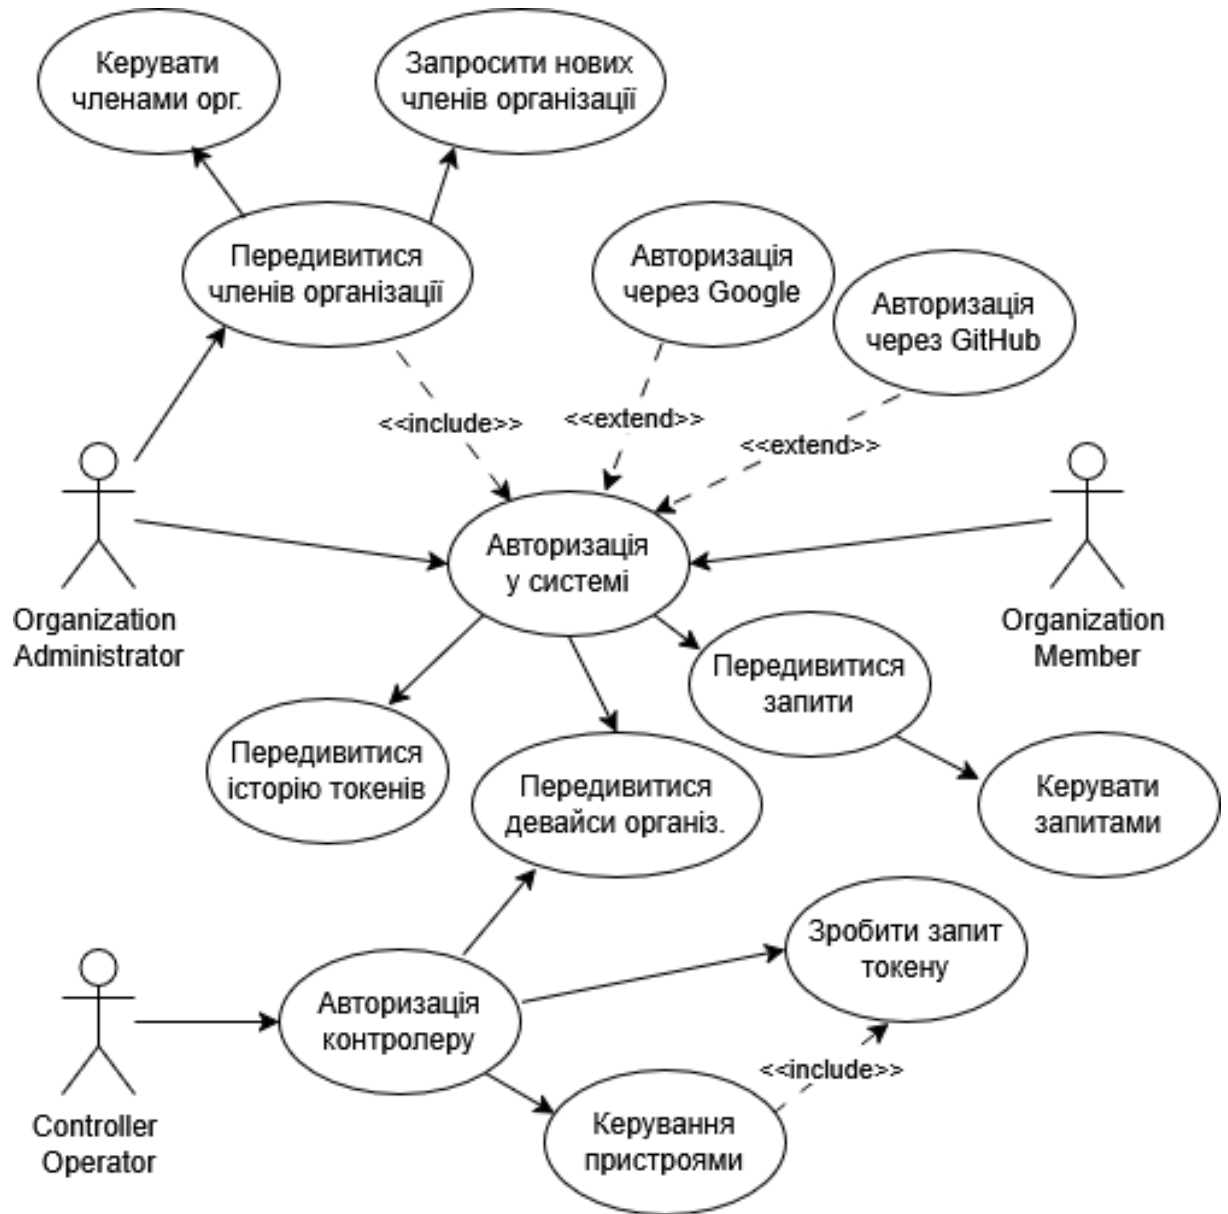 Керувати
членами орг.
Запросити нових
членів організації
Передивитися
членів організації
Авторизація
через Google
Авторизація
через GitHub
<<include>>
<<extend>>
<<extend>>
Авторизація
у системі
Organization
Administrator
Organization
Member
Передивитися
запити
Передивитися
історію токенів
Передивитися
девайси організ.
Керувати
запитами
Зробити запит
токену
Авторизація
контролеру
<<include>>
Керування
пристроями
Controller
Operator